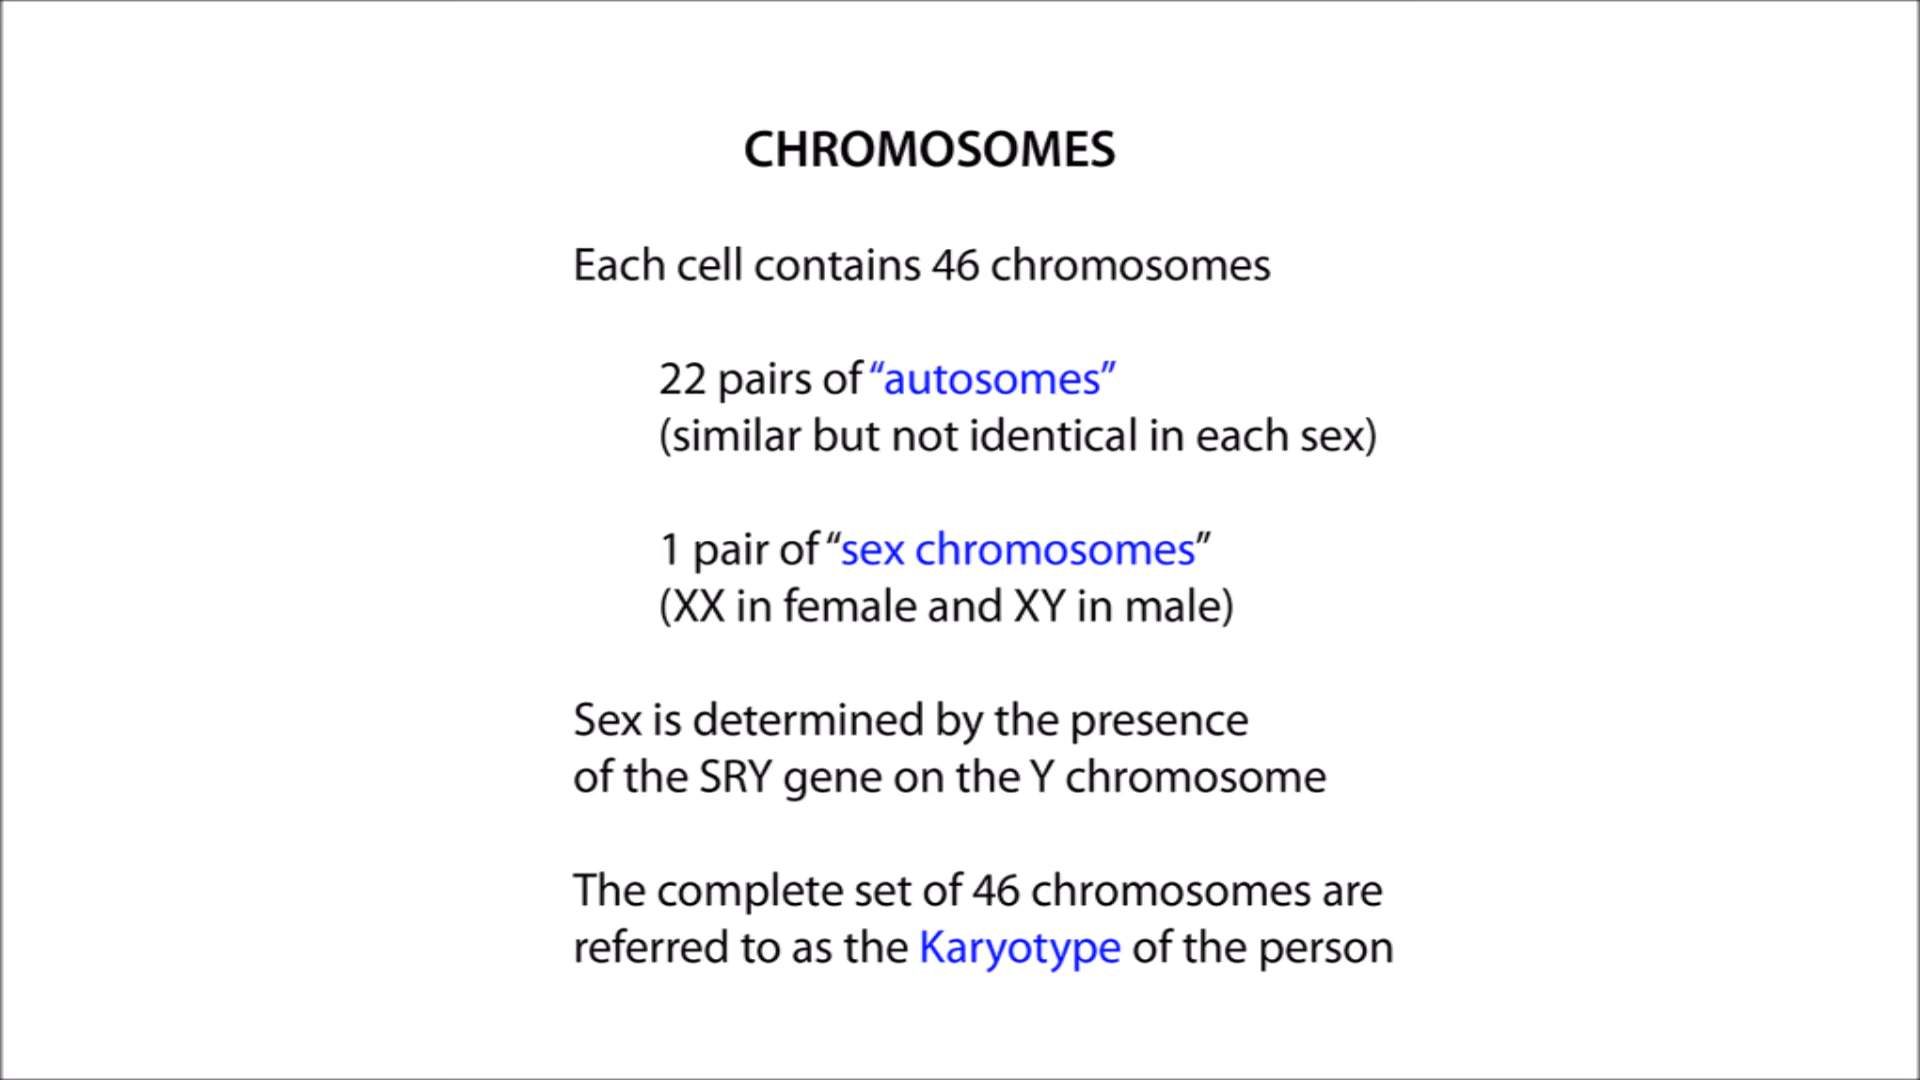 CHROMOSOMES
Each cell contains 46 chromosomes
22 pairs of “autosomes”
(similar but not identical in each sex)
1 pair of “sex chromosomes”
(XX in female and XY in male)
Sex is determined by the presence
of the SRY gene on the Y chromosome
The complete set of 46 chromosomes are
referred to as the Karyotype of the person